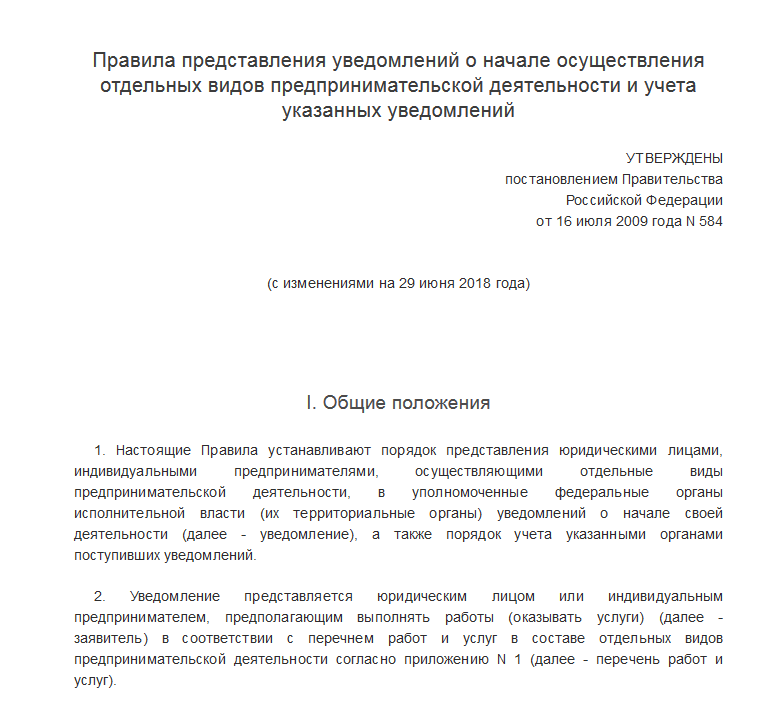 Правила представления уведомлений о начале осуществления
отдельных видов предпринимательской деятельности и учета
указанных уведомлений
УТВЕРЖДЕНЫ
постановлением Правительства
Российской Федерации
от 16 июля 2009 года N 584
(с изменениями на 29 июня 2018 года)
I. Общие положения
1. Настоящие Правила устанавливают порядок представления юридическими лицами,
индивидуальными предпринимателями, осуществляющими отдельные виды
предпринимательской деятельности, в уполномоченные федеральные органы
исполнительной власти (их территориальные органы) уведомлений о начале своей
деятельности (далее - уведомление), а также порядок учета указанными органами
поступивших уведомлений.
2. Уведомление представляется юридическим лицом или индивидуальным
предпринимателем, предполагающим выполнять работы (оказывать услуги) (далее -
заявитель) в соответствии с перечнем работ и услуг в составе отдельных видов
предпринимательской деятельности согласно приложению N 1 (далее - перечень работ и
услуг).